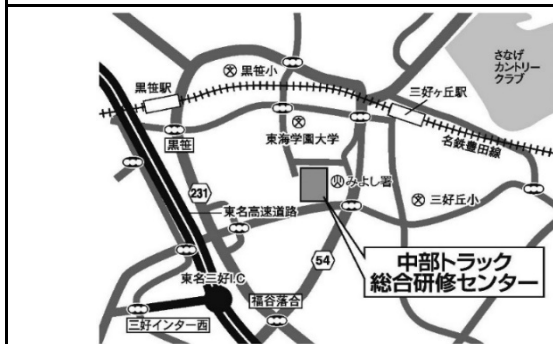 さなげ
カントリー
クラブ
黒笹小
黒笹駅
三好ヶ丘駅
東海学園大学
名鉄豊田線
黒笹
みよし署
231
三好丘小
東名高速道路
中部トラック
総合研修センター
54
東名三好I.C
福谷落合
三好インター西